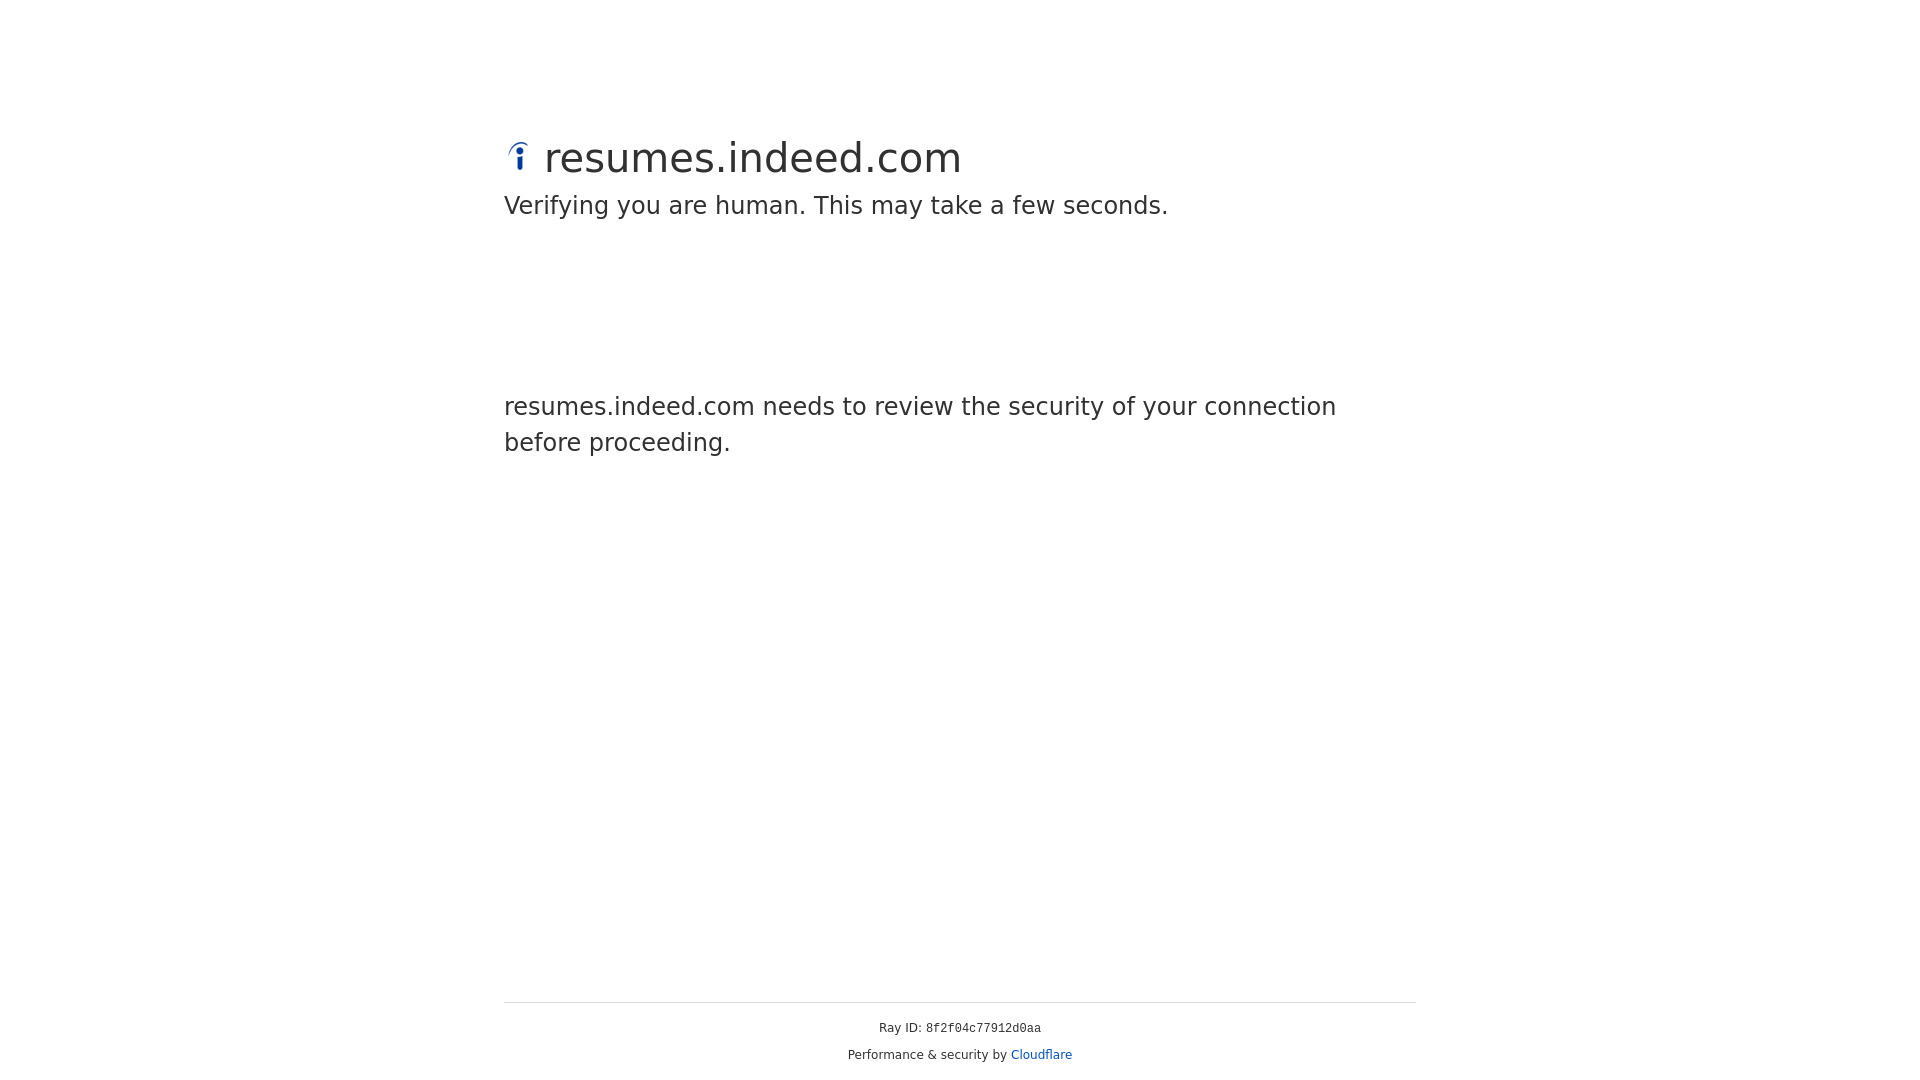 resumes.indeed.com
Verifying you are human. This may take a few seconds.
resumes.indeed.com needs to review the security of your connection
before proceeding.
Ray ID: 8f2f04c77912d0aa
Performance & security by Cloudflare